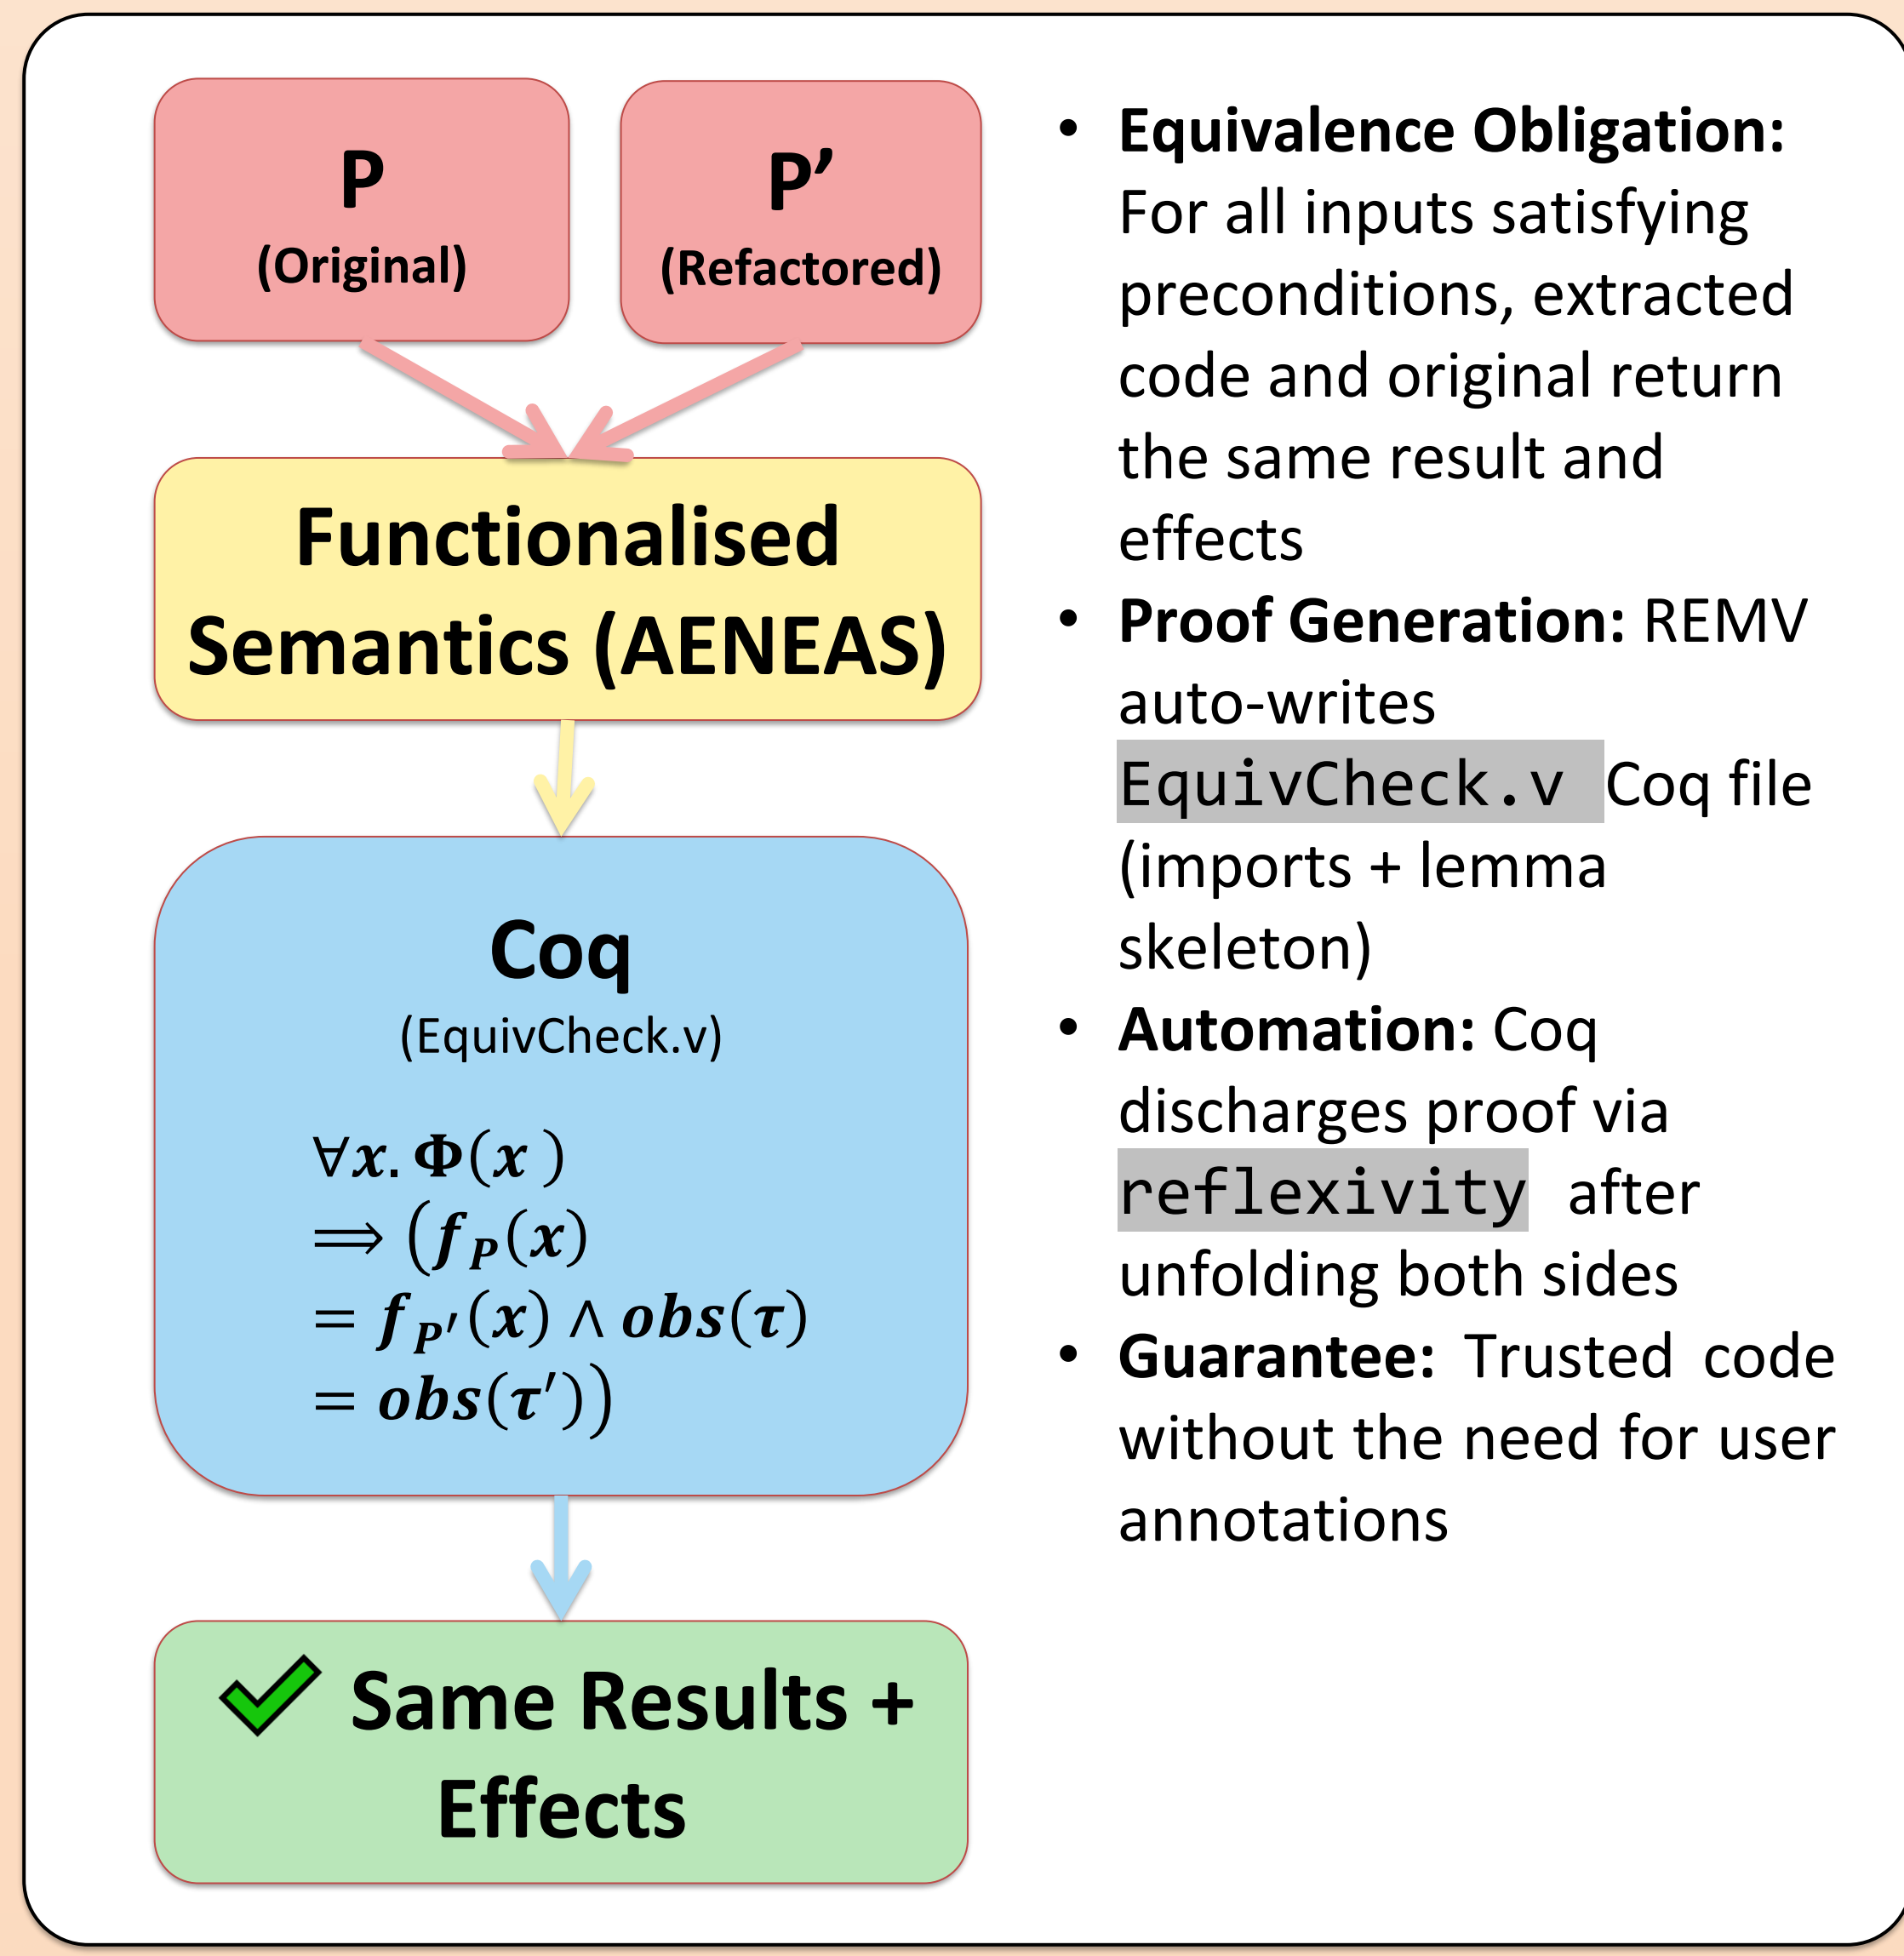 P
(Original)
P’
(Refactored)
Functionalised
Semantics (AENEAS)
Coq
(EquivCheck.v)
∀x. Φ(x )
⟹ (f_P(x)
= f_P′(x) ∧ obs(τ)
= obs(τ′))
✔ Same Results +
Effects
• Equivalence Obligation:
For all inputs satisfying
preconditions, extracted
code and original return
the same result and
effects
• Proof Generation: REMV
auto-writes
EquivCheck.v Coq file
(imports + lemma
skeleton)
• Automation: Coq
discharges proof via
reflexivity after
unfolding both sides
• Guarantee: Trusted code
without the need for user
annotations